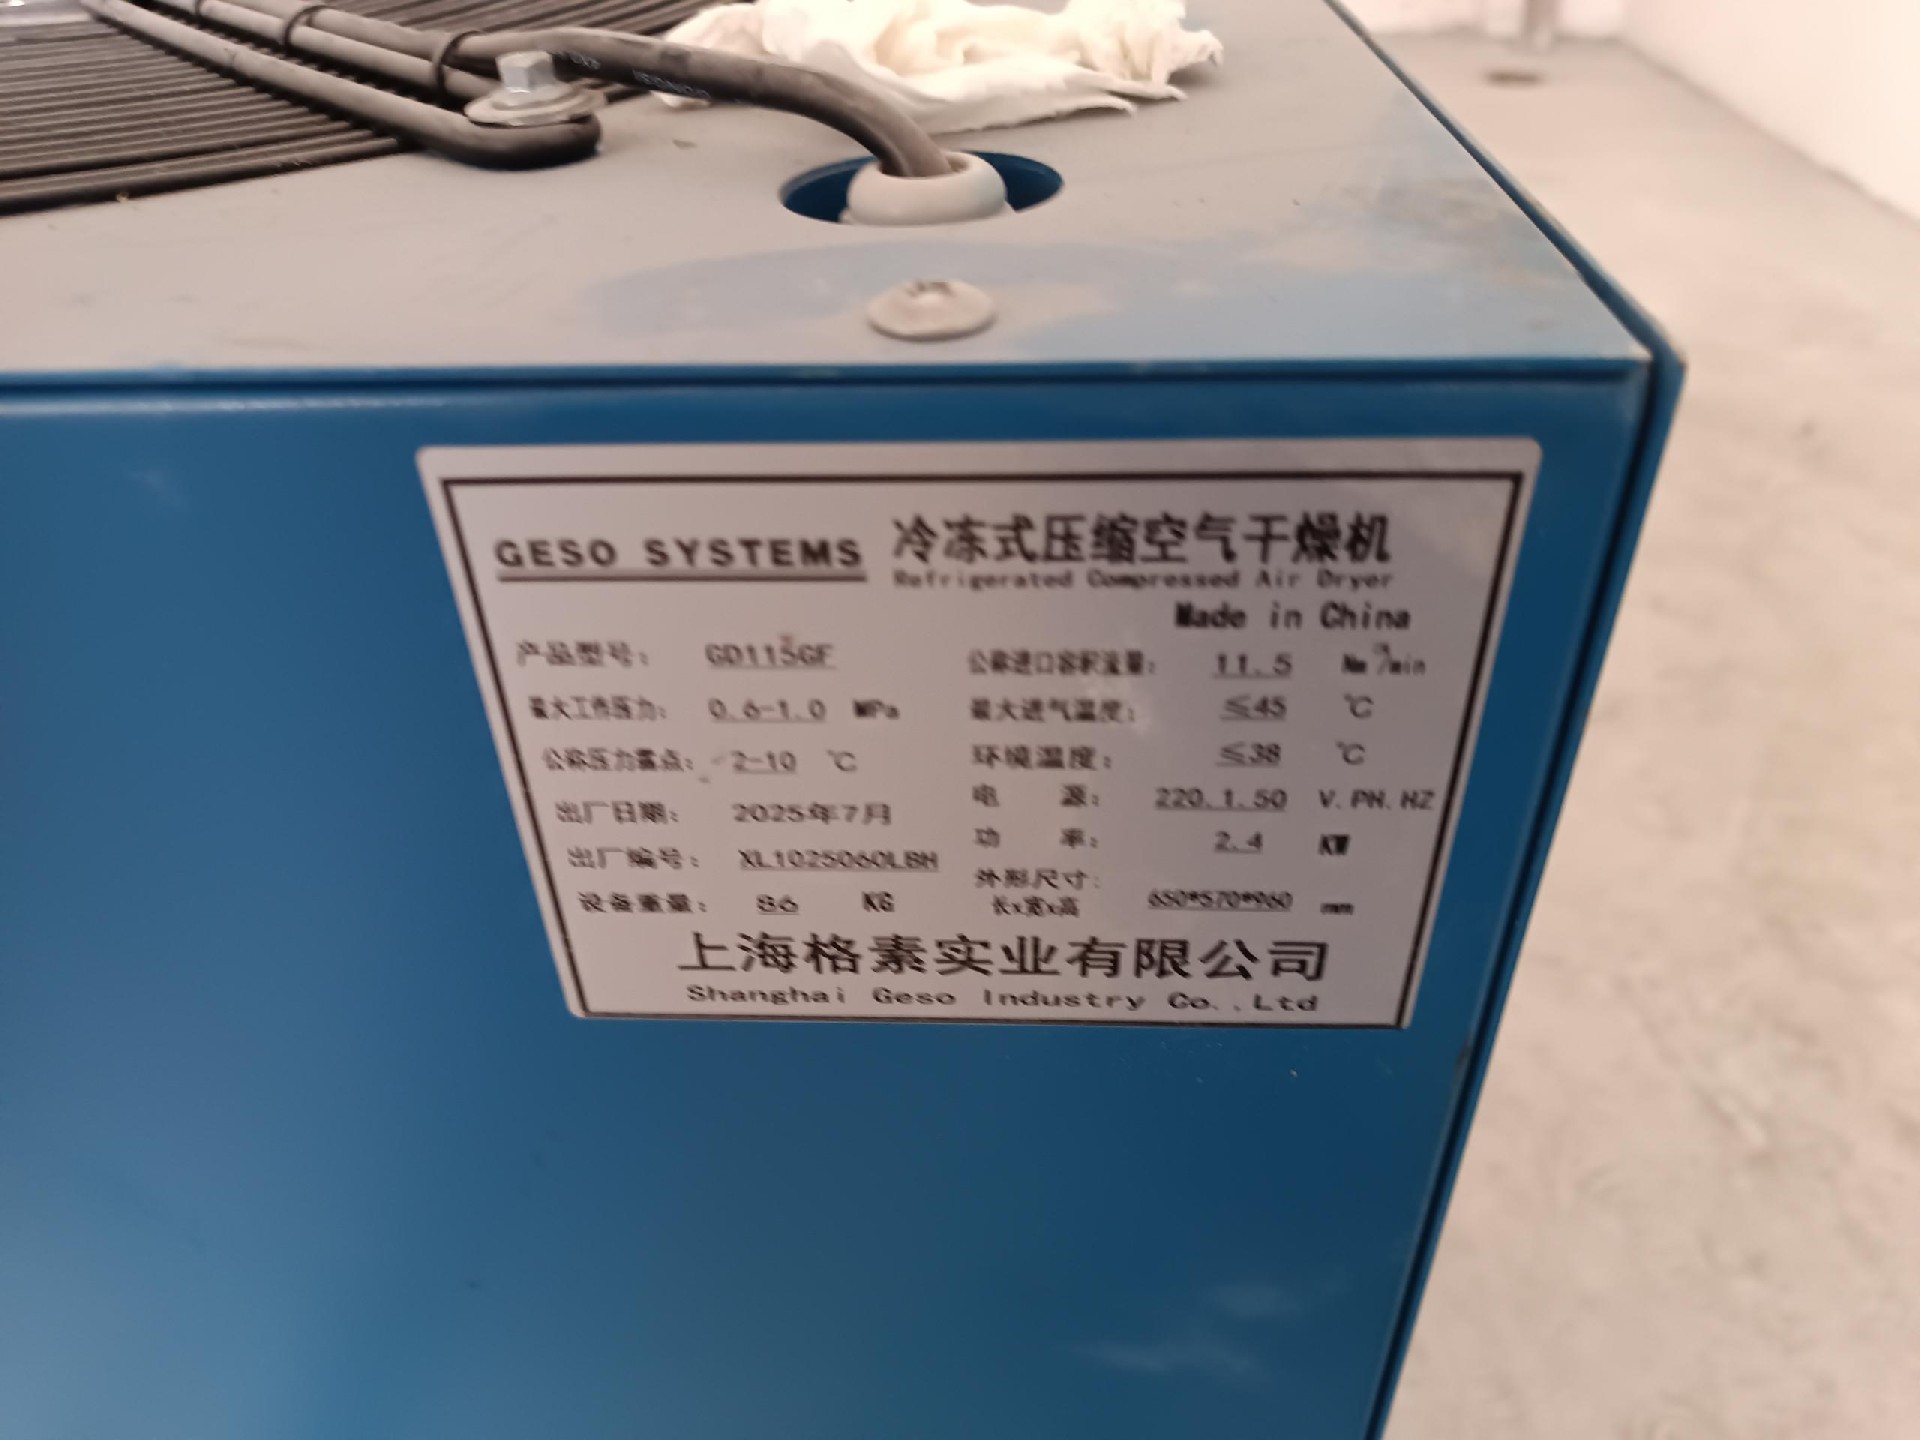 GESO SYSTEMS 冷冻式压缩空气干燥机
Refrigerated Compressed Air Dryer
Made in China
产品型号: GD115GF 公称进口容积流量: 11.5 Nm³/min
最大工作压力: 0.6-1.0 MPa 最大进气温度: ≤45 ℃
公称压力露点: 2-10 ℃ 环境温度: ≤38 ℃
出厂日期: 2025年7月 电 源: 220.1.50 V.PH.HZ
出厂编号: XL1025060LBH 功 率: 2.4 KW
设备重量: 86 KG 外形尺寸:
长x宽x高 650*570*960 mm
上海格素实业有限公司
Shanghai Geso Industry Co.,Ltd